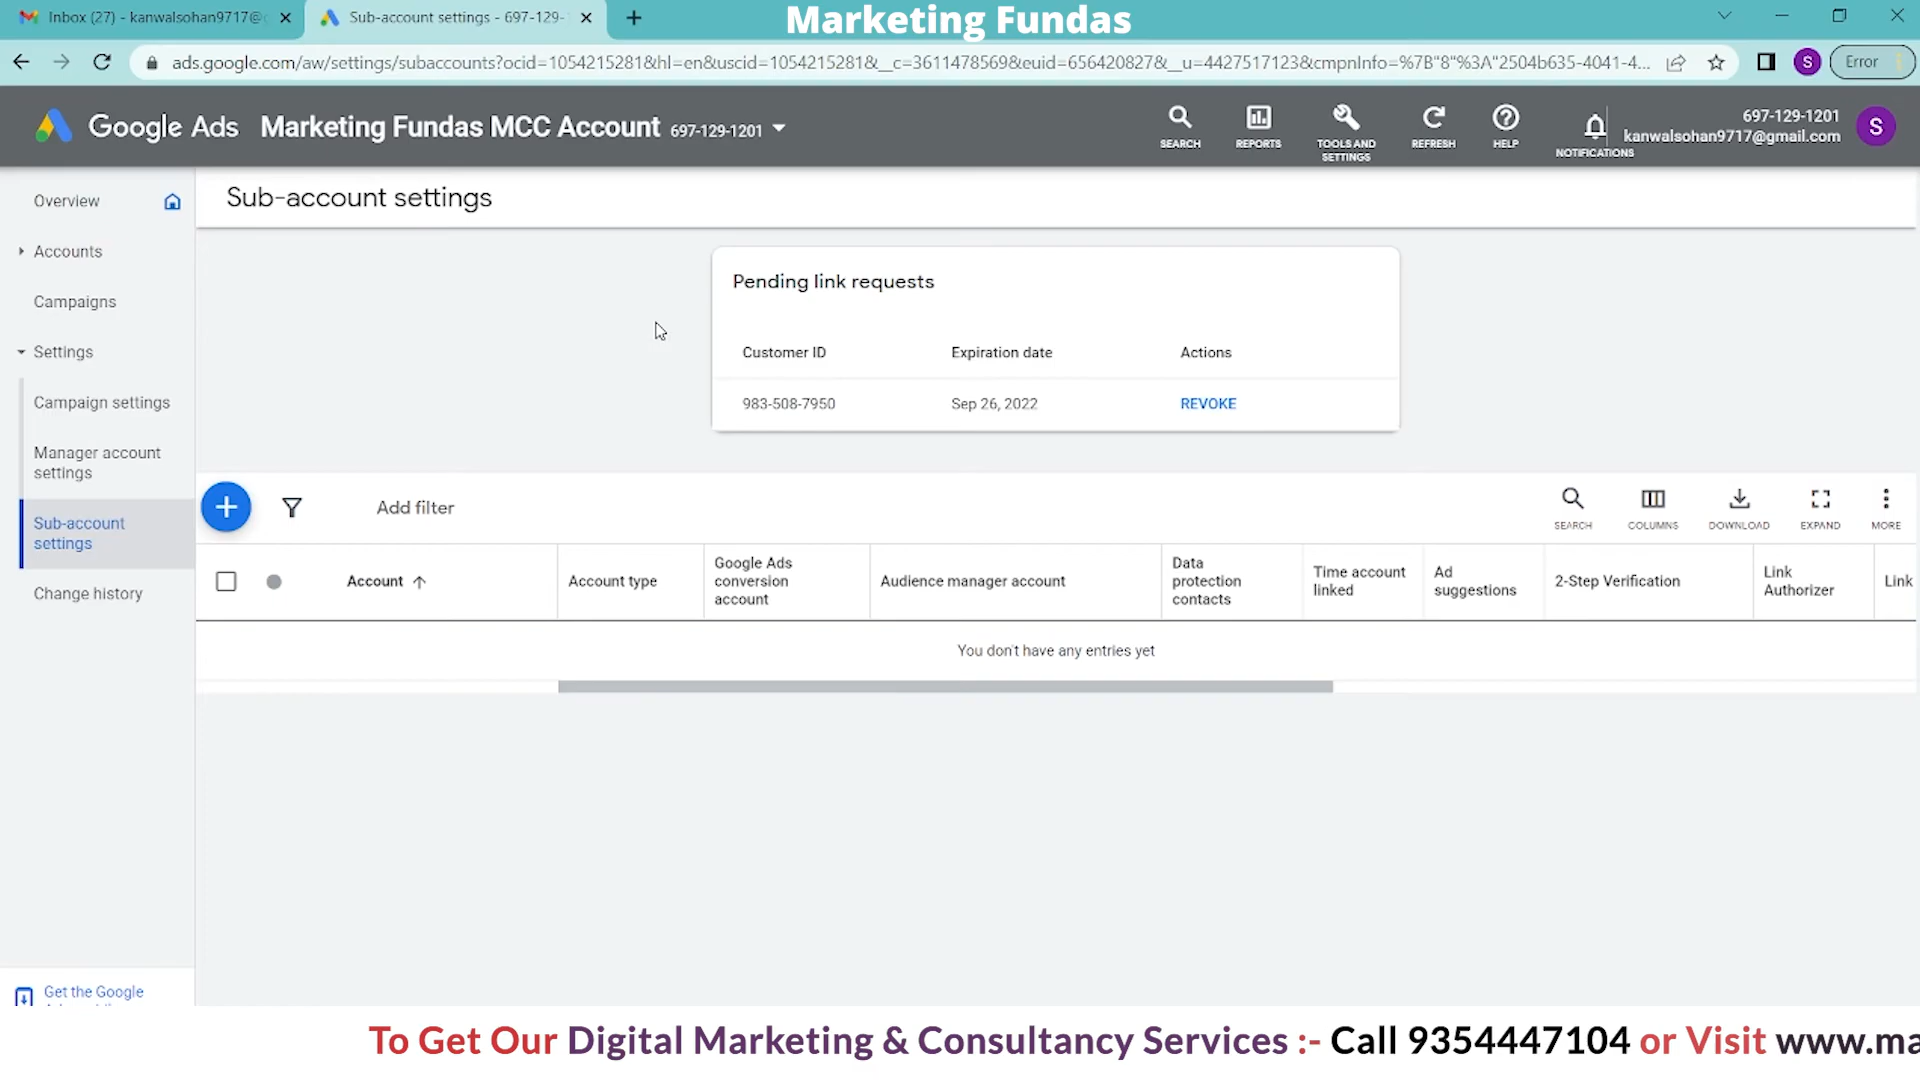 Inbox (27) - kanwalsohan9717@
Sub-account settings - 697-129-
Marketing Fundas
ads.google.com/aw/settings/subaccounts?ocid=1054215281&hl=en&uscid=1054215281&__c=3611478569&euid=656420827&__u=4427517123&cmpnInfo=%7B"8"%3A"2504b635-4041-4...
S
Error
Google Ads
Marketing Fundas MCC Account 697-129-1201
SEARCH
REPORTS
TOOLS AND
SETTINGS
REFRESH
HELP
NOTIFICATIONS
697-129-1201
kanwalsohan9717@gmail.com
S
Overview
Accounts
Campaigns
Settings
Campaign settings
Manager account
settings
Sub-account
settings
Change history
Get the Google
Sub-account settings
Pending link requests
Customer ID Expiration date Actions
983-508-7950 Sep 26, 2022 REVOKE
Add filter
SEARCH
COLUMNS
DOWNLOAD
EXPAND
MORE
Account
Account type
Google Ads
conversion
account
Audience manager account
Data
protection
contacts
Time account
linked
Ad
suggestions
2-Step Verification
Link
Authorizer
Link
You don't have any entries yet
To Get Our Digital Marketing & Consultancy Services :- Call 9354447104 or Visit www.ma